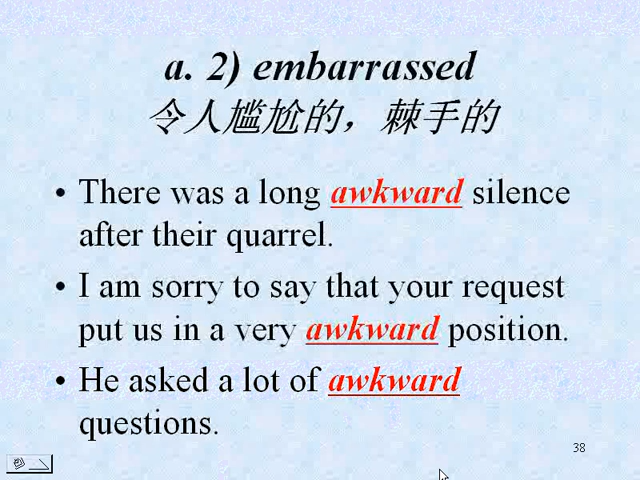 a. 2) embarrassed
令人尴尬的，棘手的
• There was a long awkward silence
after their quarrel.
• I am sorry to say that your request
put us in a very awkward position.
• He asked a lot of awkward
questions.
38